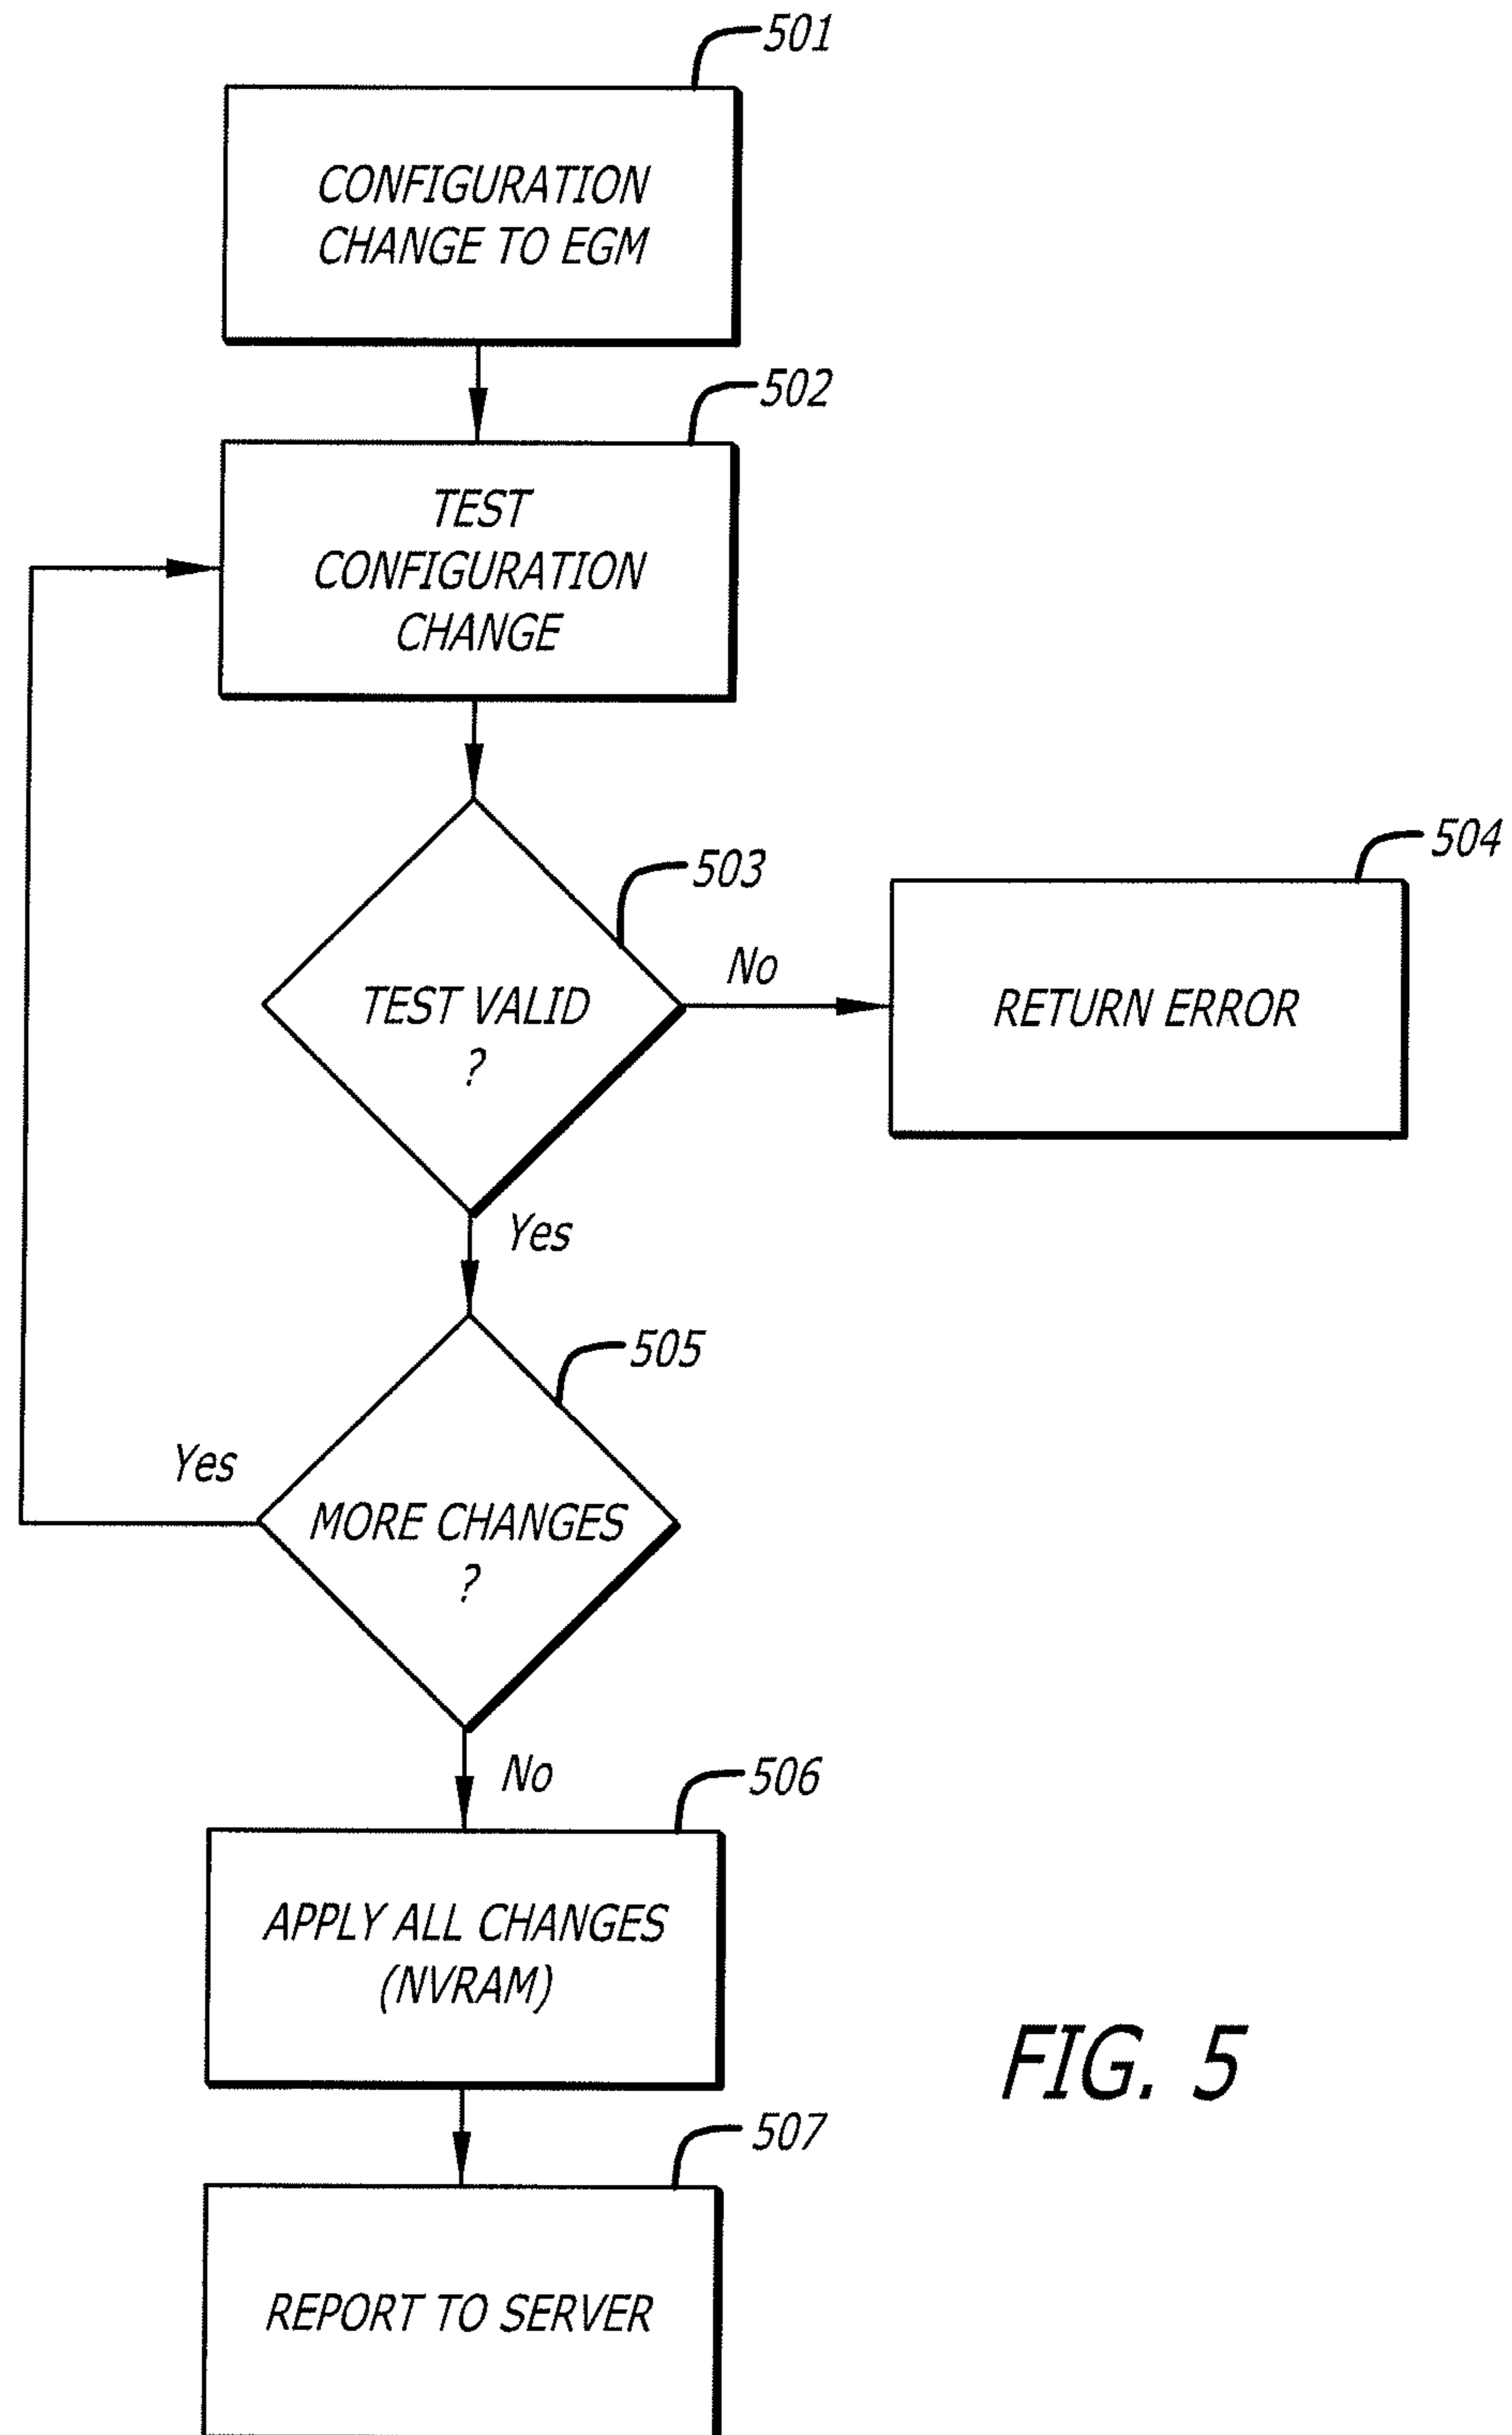 501
CONFIGURATION
CHANGE TO EGM
502
TEST
CONFIGURATION
CHANGE
503
TEST VALID
?
No
504
RETURN ERROR
Yes
505
MORE CHANGES
?
Yes
No
506
APPLY ALL CHANGES
(NVRAM)
507
REPORT TO SERVER
FIG. 5